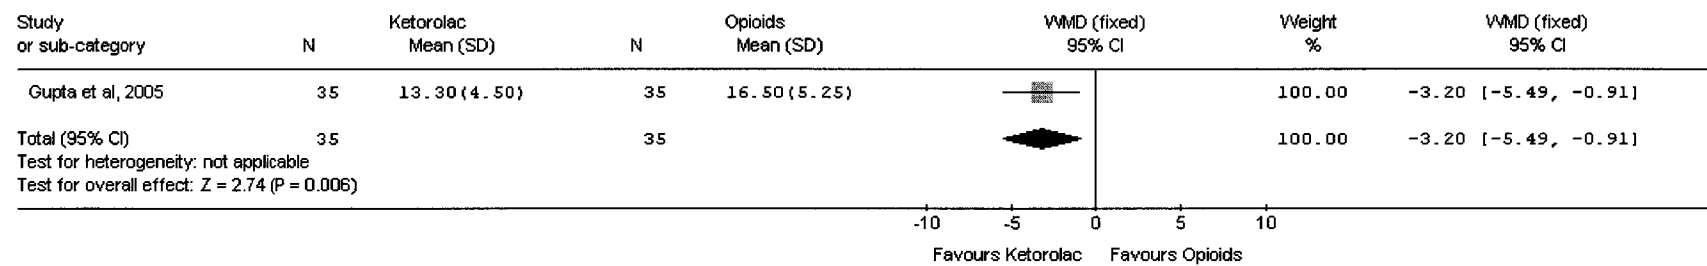 Study Ketorolac Opioids WMD (fixed) Weight WMD (fixed)
or sub-category N Mean (SD) N Mean (SD) 95% CI % 95% CI
Gupta et al, 2005 35 13.30(4.50) 35 16.50(5.25) 100.00 -3.20 [-5.49, -0.91]
Total (95% CI) 35 35 100.00 -3.20 [-5.49, -0.91]
Test for heterogeneity: not applicable
Test for overall effect: Z = 2.74 (P = 0.006)
-10 -5 0 5 10
Favours Ketorolac Favours Opioids